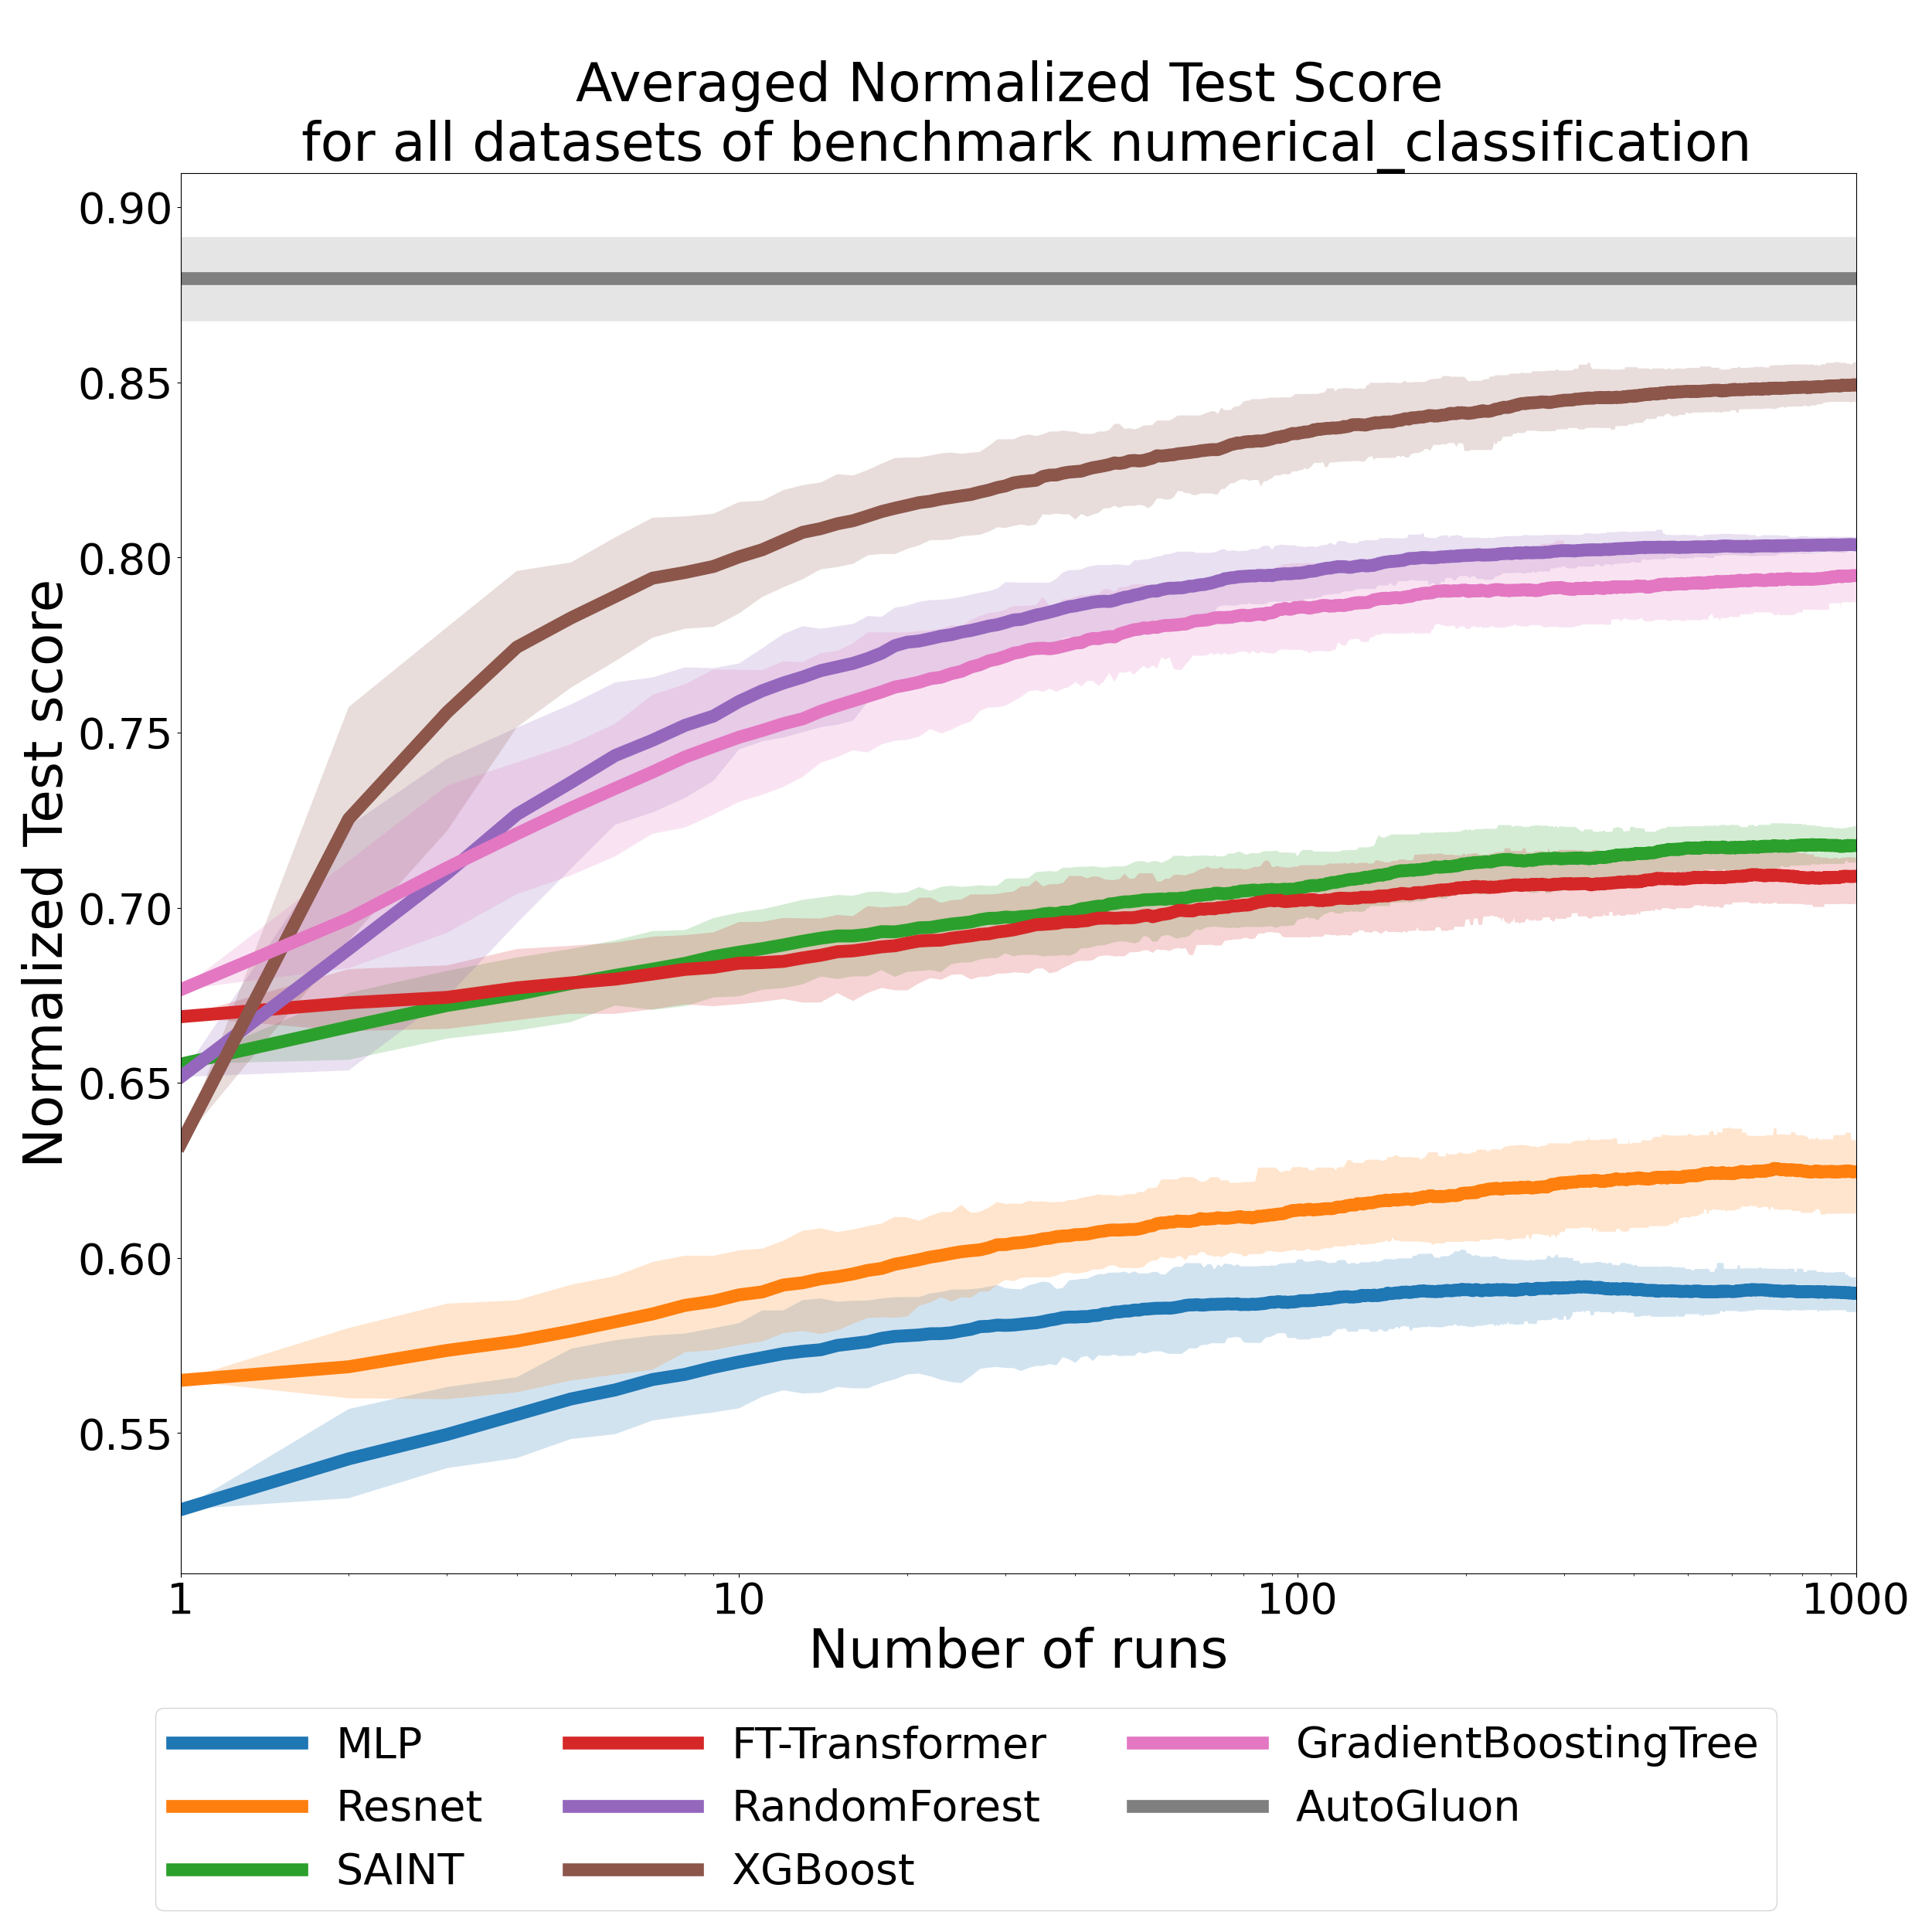 Averaged Normalized Test Score
for all datasets of benchmark numerical_classification
Normalized Test score
0.90
0.85
0.80
0.75
0.70
0.65
0.60
0.55
1
10
100
1000
Number of runs
MLP
Resnet
SAINT
FT-Transformer
RandomForest
XGBoost
GradientBoostingTree
AutoGluon